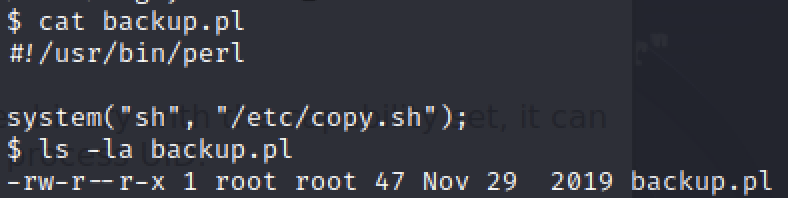 $ cat backup.pl
#!/usr/bin/perl
system("sh", "/etc/copy.sh");
$ ls -la backup.pl
-rw-r--r-x 1 root root 47 Nov 29  2019 backup.pl